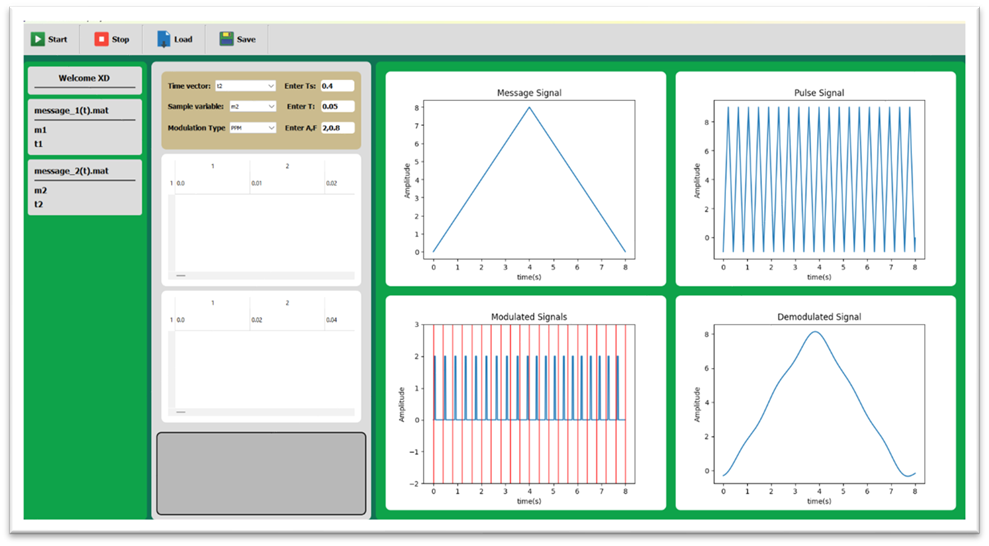 Start Stop Load Save
Welcome XD
message_1(t).mat
m1
t1
message_2(t).mat
m2
t2
Time vector: t2 Enter Ts: 0.4
Sample variable: m2 Enter T: 0.05
Modulation Type PPM Enter A,F 2,0.8
1 2
1 0.0 0.01 0.02
1 2
1 0.0 0.02 0.04
Message Signal
Amplitude
8
7
6
5
4
3
2
1
0
0 1 2 3 4 5 6 7 8
time(s)
Pulse Signal
Amplitude
8
6
4
2
0
0 1 2 3 4 5 6 7 8
time(s)
Modulated Signals
Amplitude
3
2
1
0
−1
−2
0 1 2 3 4 5 6 7 8
time(s)
Demodulated Signal
Amplitude
8
6
4
2
0
0 1 2 3 4 5 6 7 8
time(s)